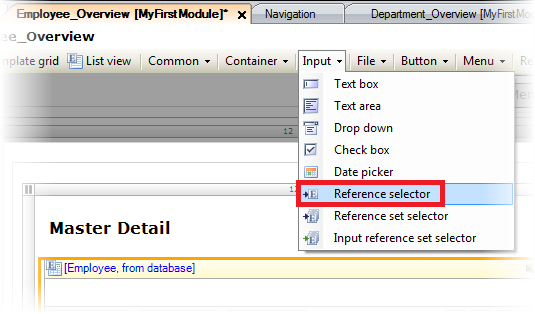 Employee_Overview [MyFirstModule]* × Navigation Department_Overview [MyFirstMo
ee_Overview
mplate grid List view Common Container Input File Button Menu Re
Text box
Text area
Drop down
12
Check box
Date picker
Reference selector
Reference set selector
Input reference set selector
Master Detail
[Employee, from database]